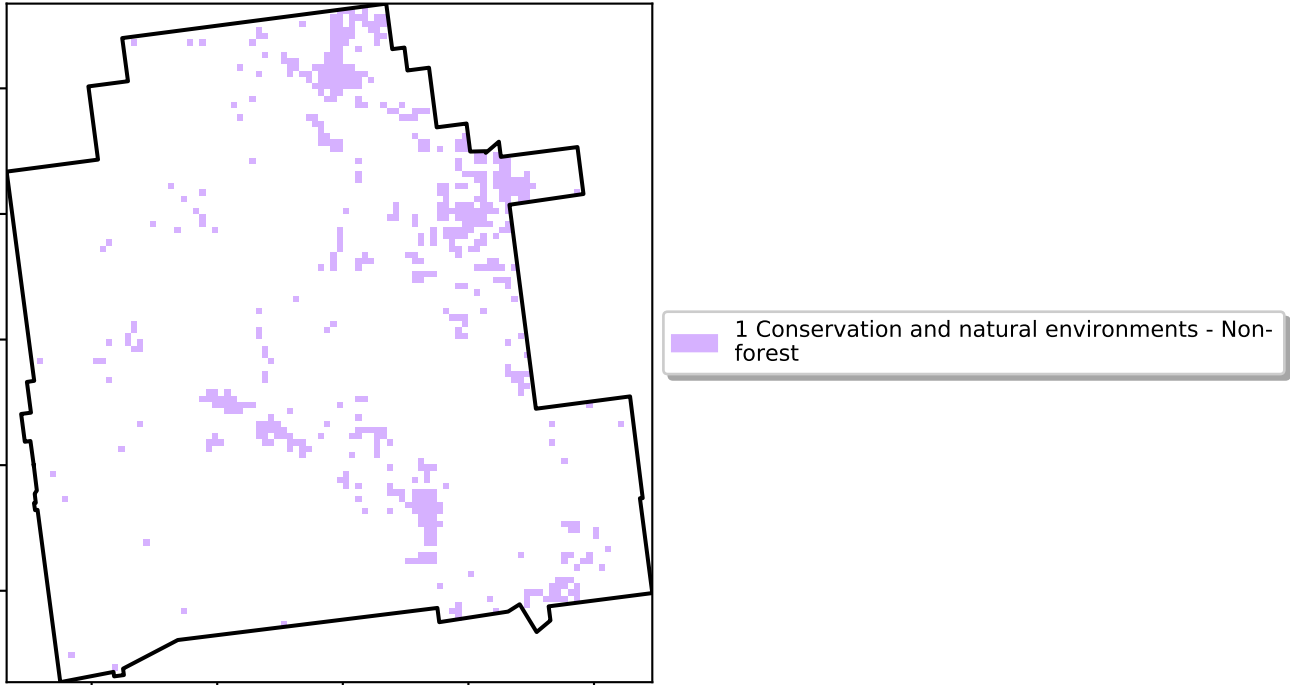 1 Conservation and natural environments - Non-
forest